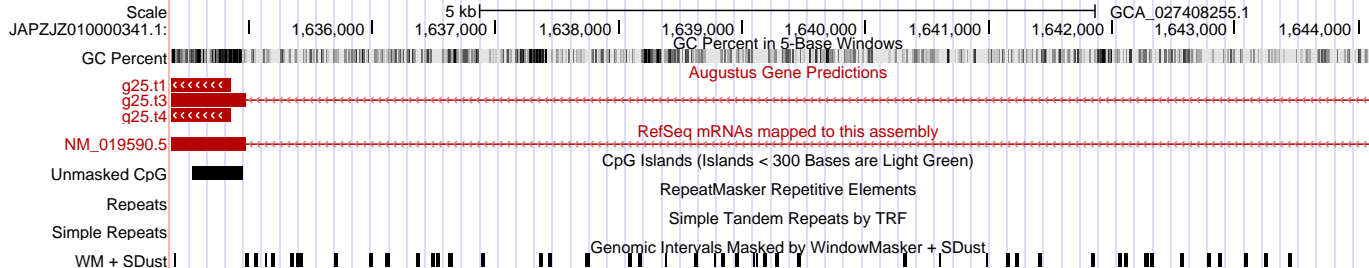 Scale 5 kb GCA_027408255.1
JAPZJZ010000341.1: 1,636,000 1,637,000 1,638,000 1,639,000 1,640,000 1,641,000 1,642,000 1,643,000 1,644,000
GC Percent in 5-Base Windows
GC Percent
Augustus Gene Predictions
g25.t1
g25.t3
g25.t4
RefSeq mRNAs mapped to this assembly
NM_019590.5
CpG Islands (Islands < 300 Bases are Light Green)
Unmasked CpG
RepeatMasker Repetitive Elements
Repeats
Simple Tandem Repeats by TRF
Simple Repeats
Genomic Intervals Masked by WindowMasker + SDust
WM + SDust